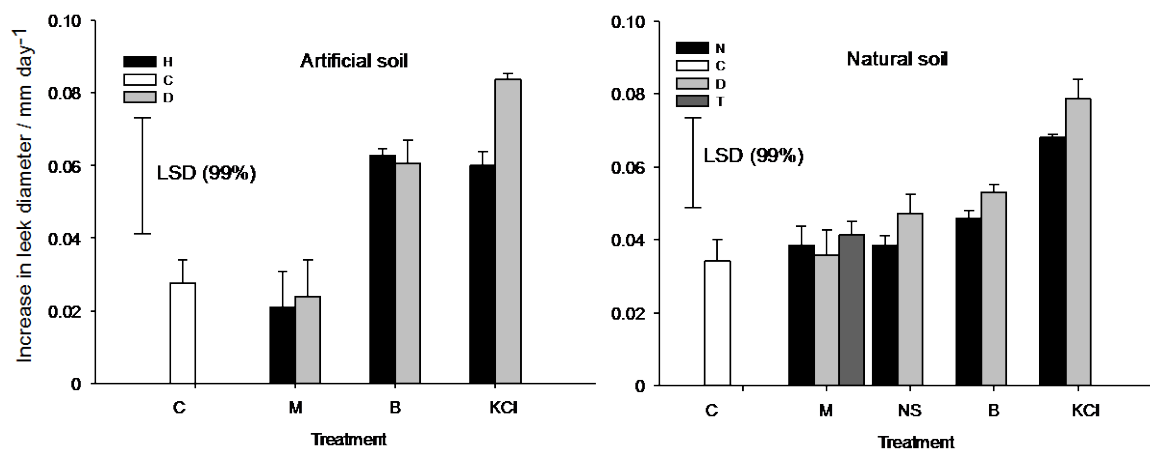 Increase in leek diameter / mm day-1
0.10
0.08
0.06
0.04
0.02
0
H
C
D
Artificial soil
LSD (99%)
C M B KCl
Treatment
0.10
0.08
0.06
0.04
0.02
0
N
C
D
T
Natural soil
LSD (99%)
C M NS B KCl
Treatment